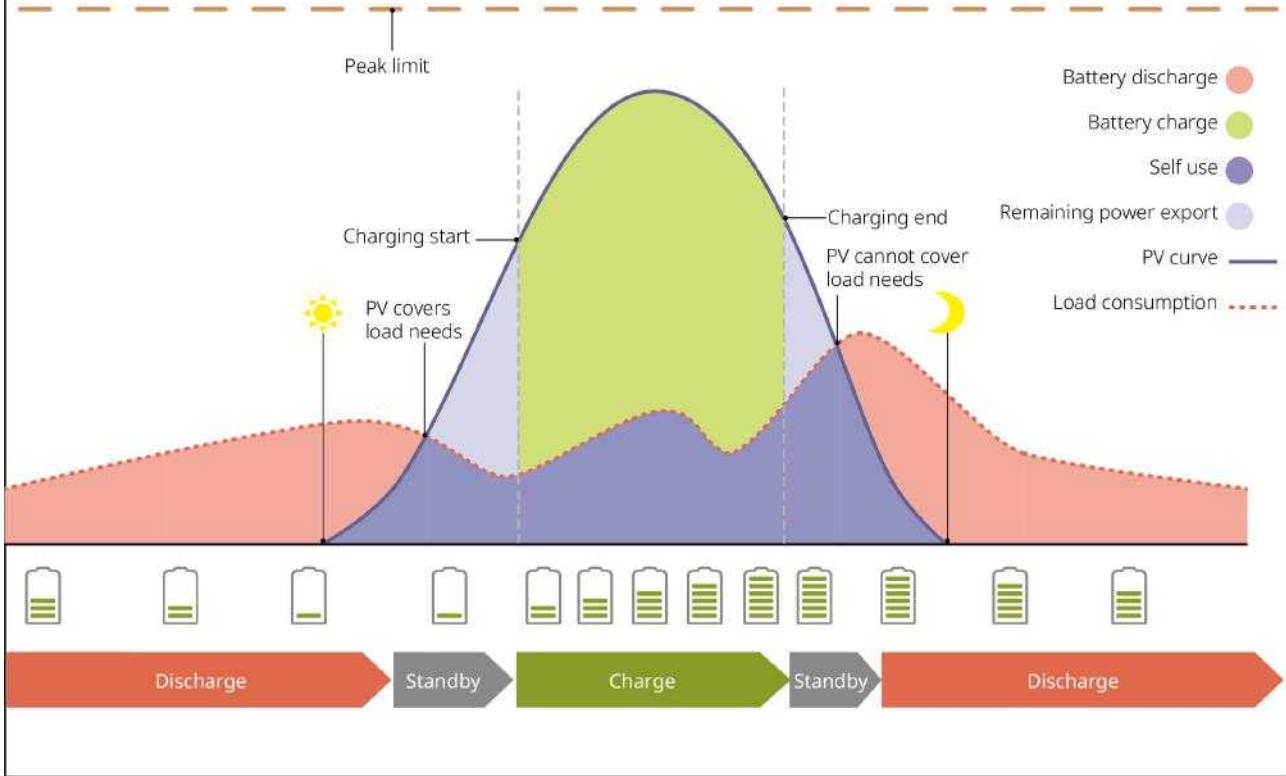 Peak limit
Battery discharge
Battery charge
Self use
Remaining power export
PV curve
Load consumption
Charging start
Charging end
PV cannot cover
load needs
PV covers
load needs
Discharge
Standby
Charge
Standby
Discharge